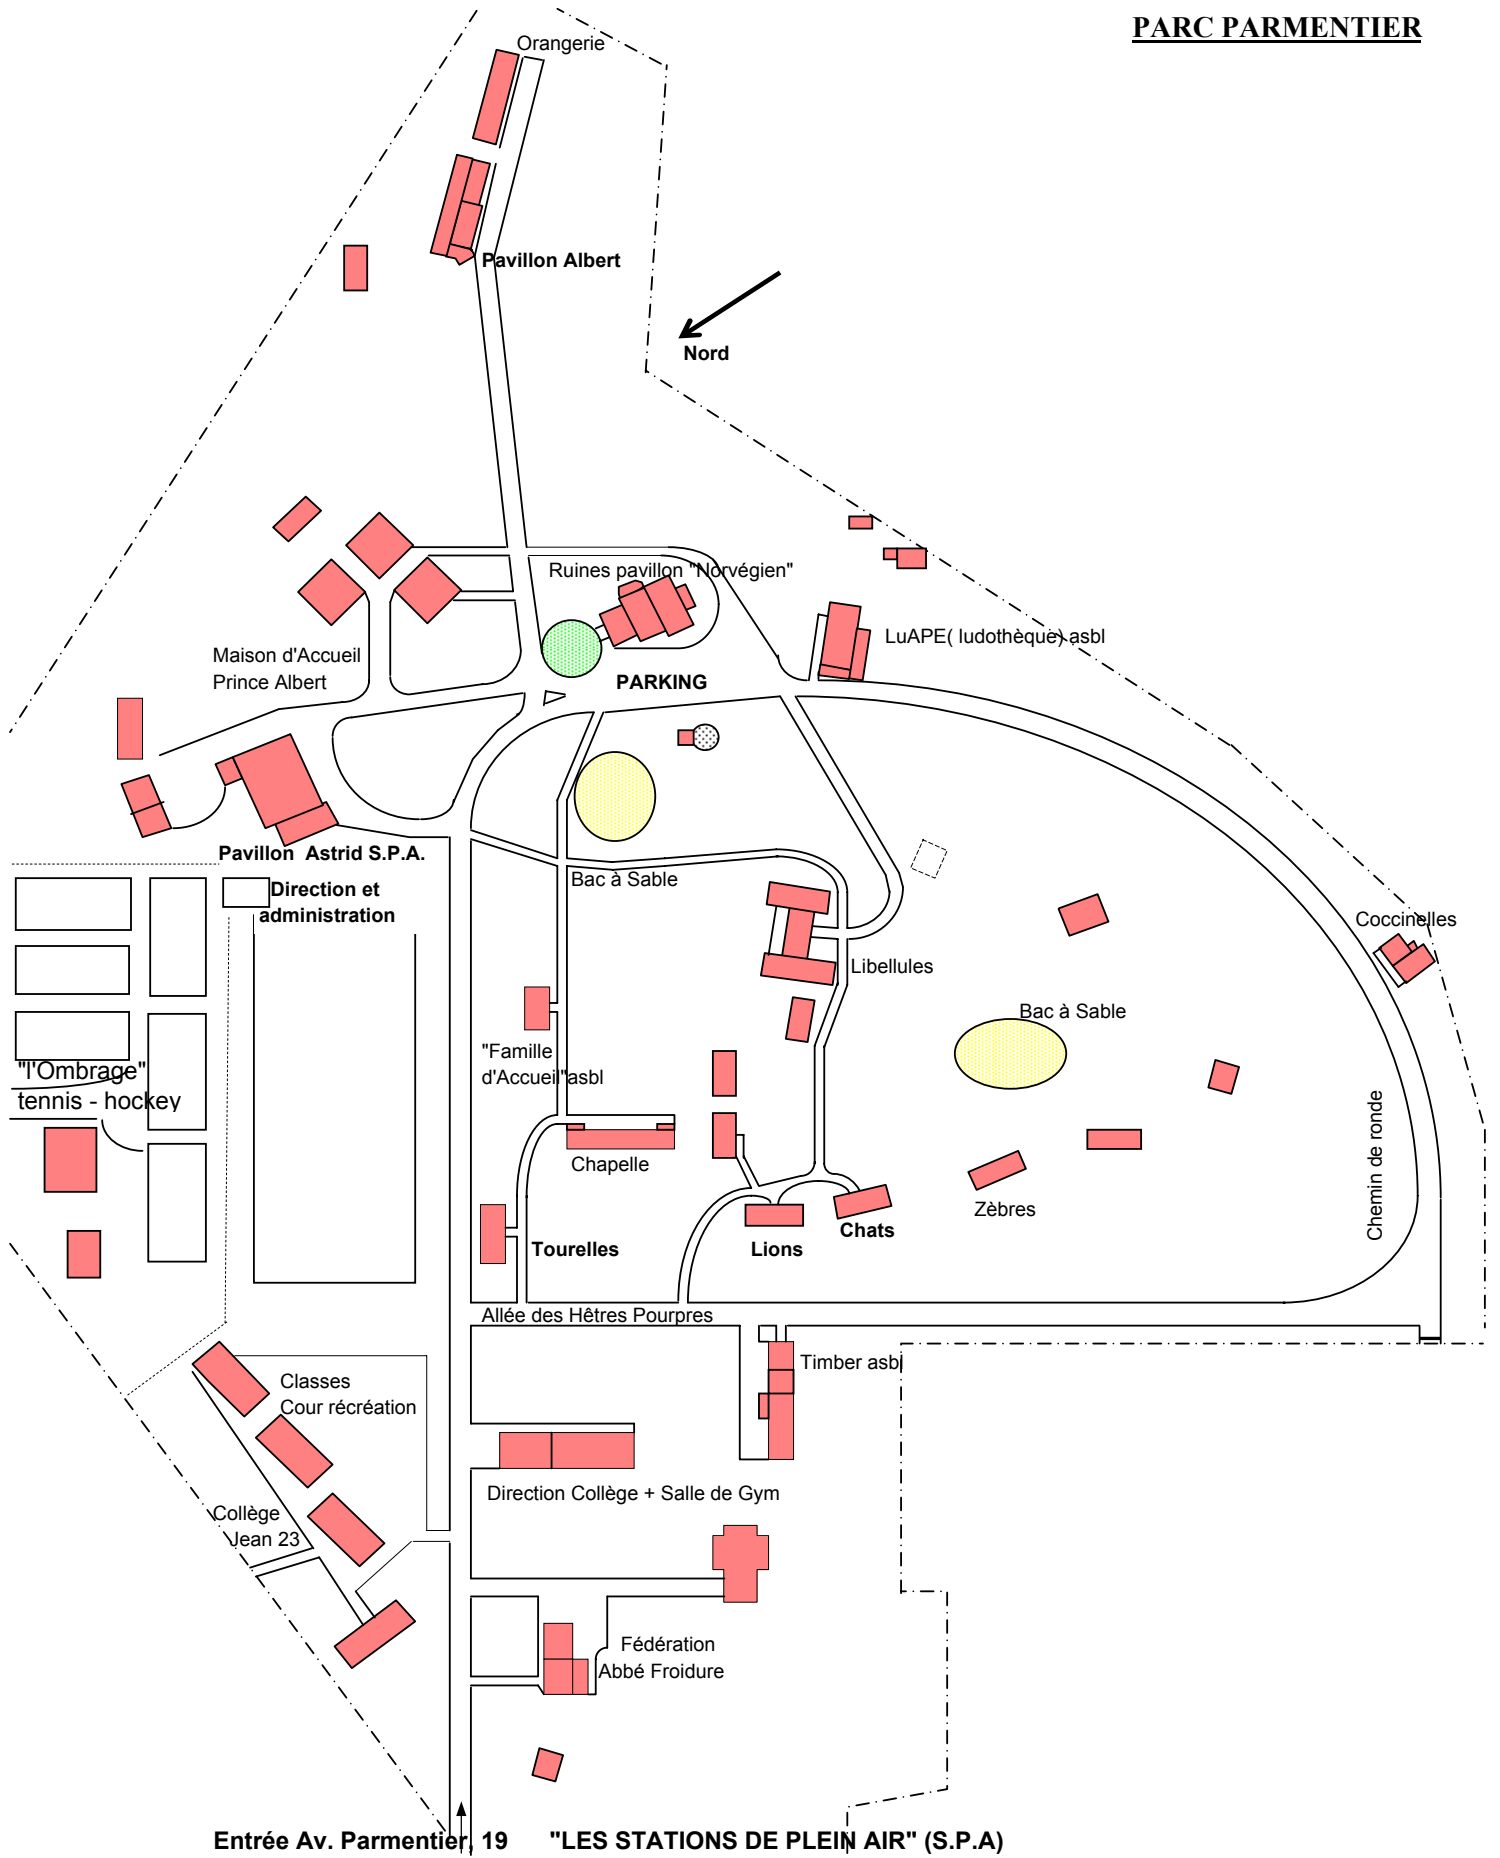 PARC PARMENTIER
Orangerie
Pavillon Albert
Nord
Ruines pavillon "Norvégien"
LuAPE( ludothèque) asbl
Maison d'Accueil
Prince Albert
PARKING
Pavillon Astrid S.P.A.
Direction et
administration
Bac à Sable
Coccinelles
Libellules
Bac à Sable
"Famille
d'Accueil"asbl
"l'Ombrage"
tennis - hockey
Chemin de ronde
Chapelle
Zèbres
Tourelles
Lions
Chats
Allée des Hêtres Pourpres
Timber asbl
Classes
Cour récréation
Direction Collège + Salle de Gym
Collège
Jean 23
Fédération
Abbé Froidure
Entrée Av. Parmentier, 19 "LES STATIONS DE PLEIN AIR" (S.P.A)